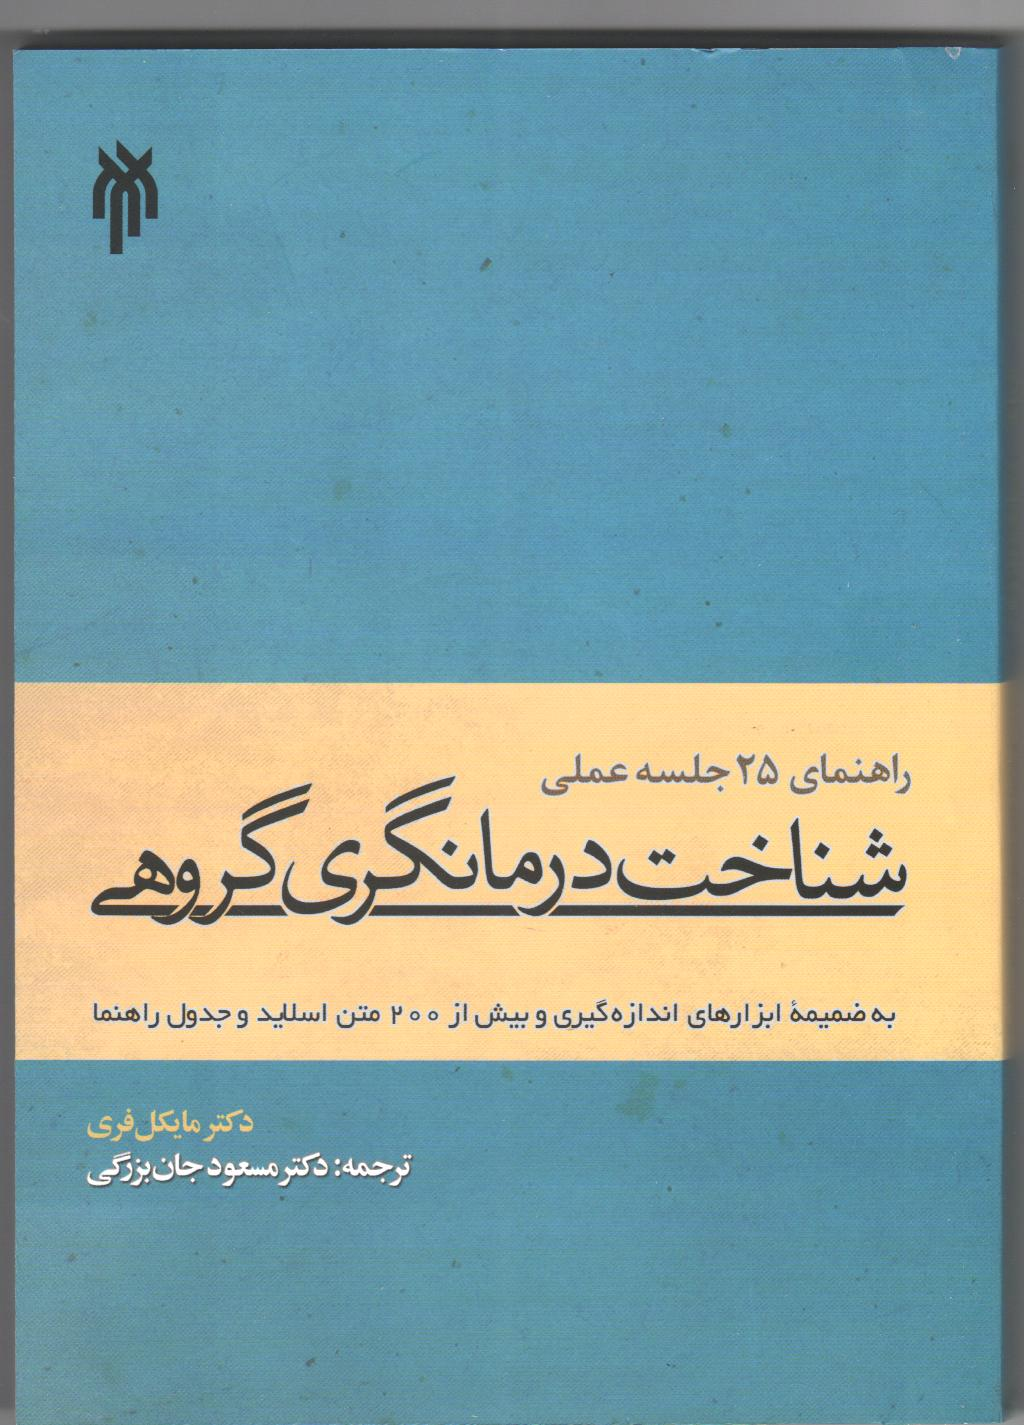 راهنمای ۲۵ جلسه عملی
شناخت درمانگری گروهی
به ضمیمهٔ ابزارهای اندازه‌گیری و بیش از ۲۰۰ متن اسلاید و جدول راهنما
دکتر مایکل فری
ترجمه: دکتر مسعود جان‌بزرگی